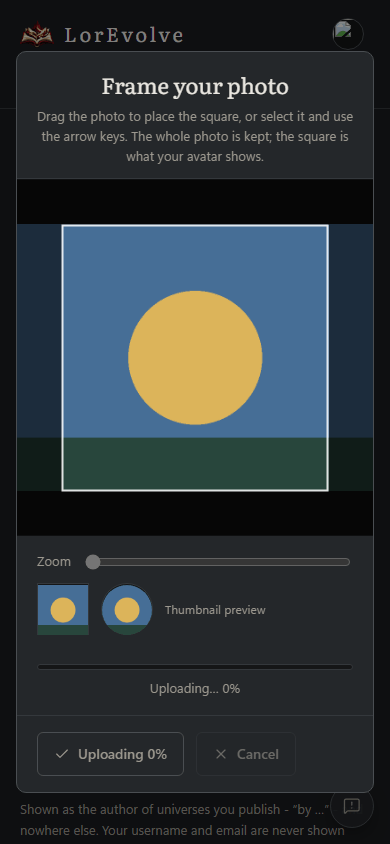 LorEvolve
Frame your photo
Drag the photo to place the square, or select it and use
the arrow keys. The whole photo is kept; the square is
what your avatar shows.
Zoom
Thumbnail preview
Uploading... 0%
Uploading 0%
Cancel
Shown as the author of universes you publish - "by ..."
nowhere else. Your username and email are never shown